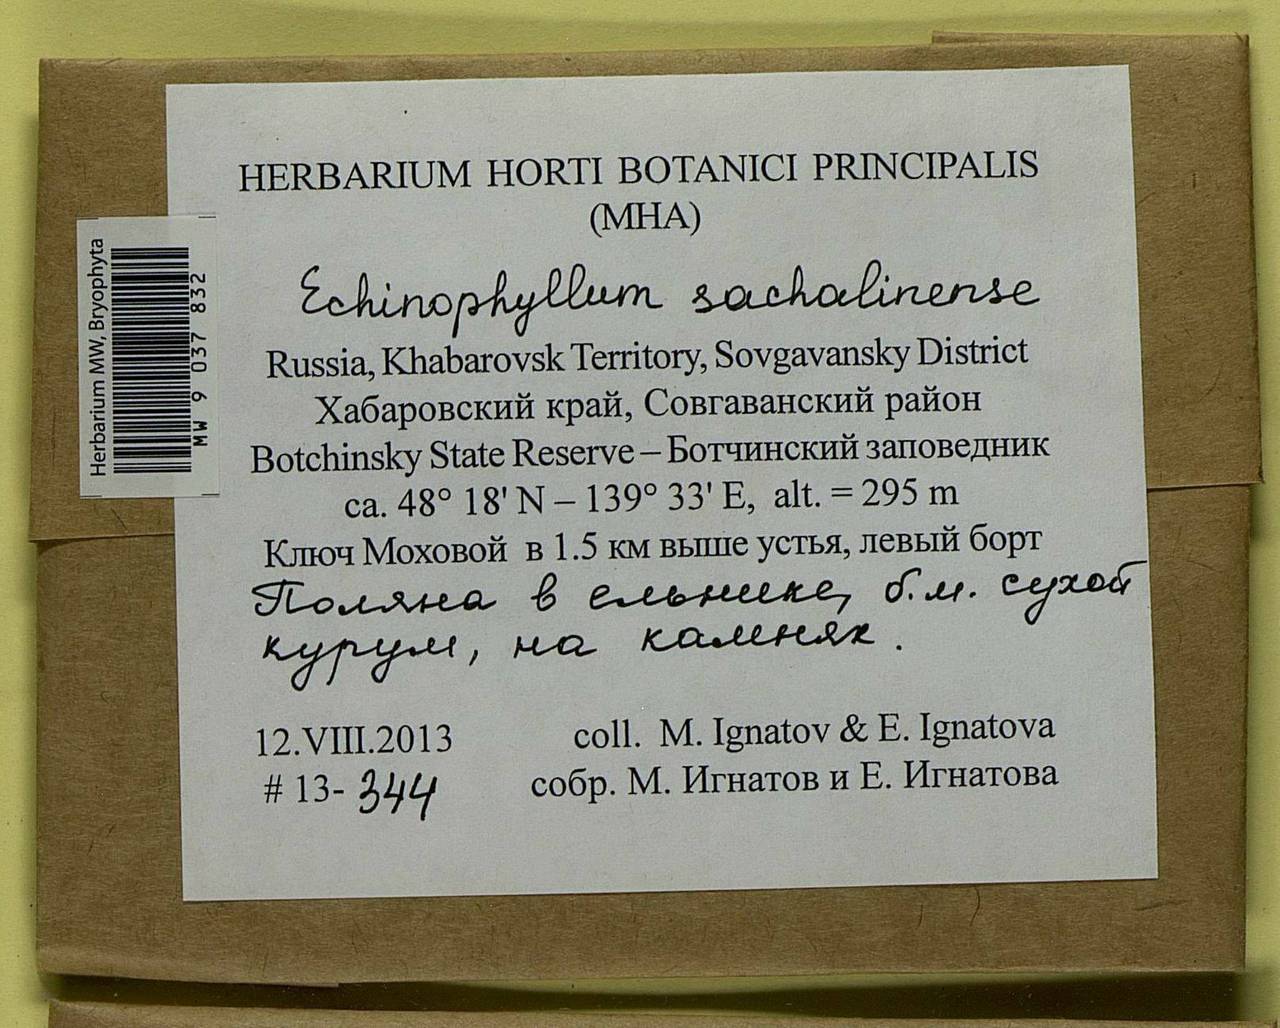 HERBARIUM HORTI BOTANICI PRINCIPALIS
(MHA)
Echinophyllum sachalinense
Russia, Khabarovsk Territory, Sovgavansky District
Хабаровский край, Совгаванский район
Botchinsky State Reserve – Ботчинский заповедник
ca. 48° 18' N – 139° 33' E, alt. = 295 m
Ключ Моховой в 1.5 км выше устья, левый борт
Поляна в ельнике, б.м. сухой
курум, на камнях.
12.VIII.2013 coll. M. Ignatov & E. Ignatova
# 13-344 собр. М. Игнатов и Е. Игнатова
Herbarium MW, Bryophyta
MW 9 037 832